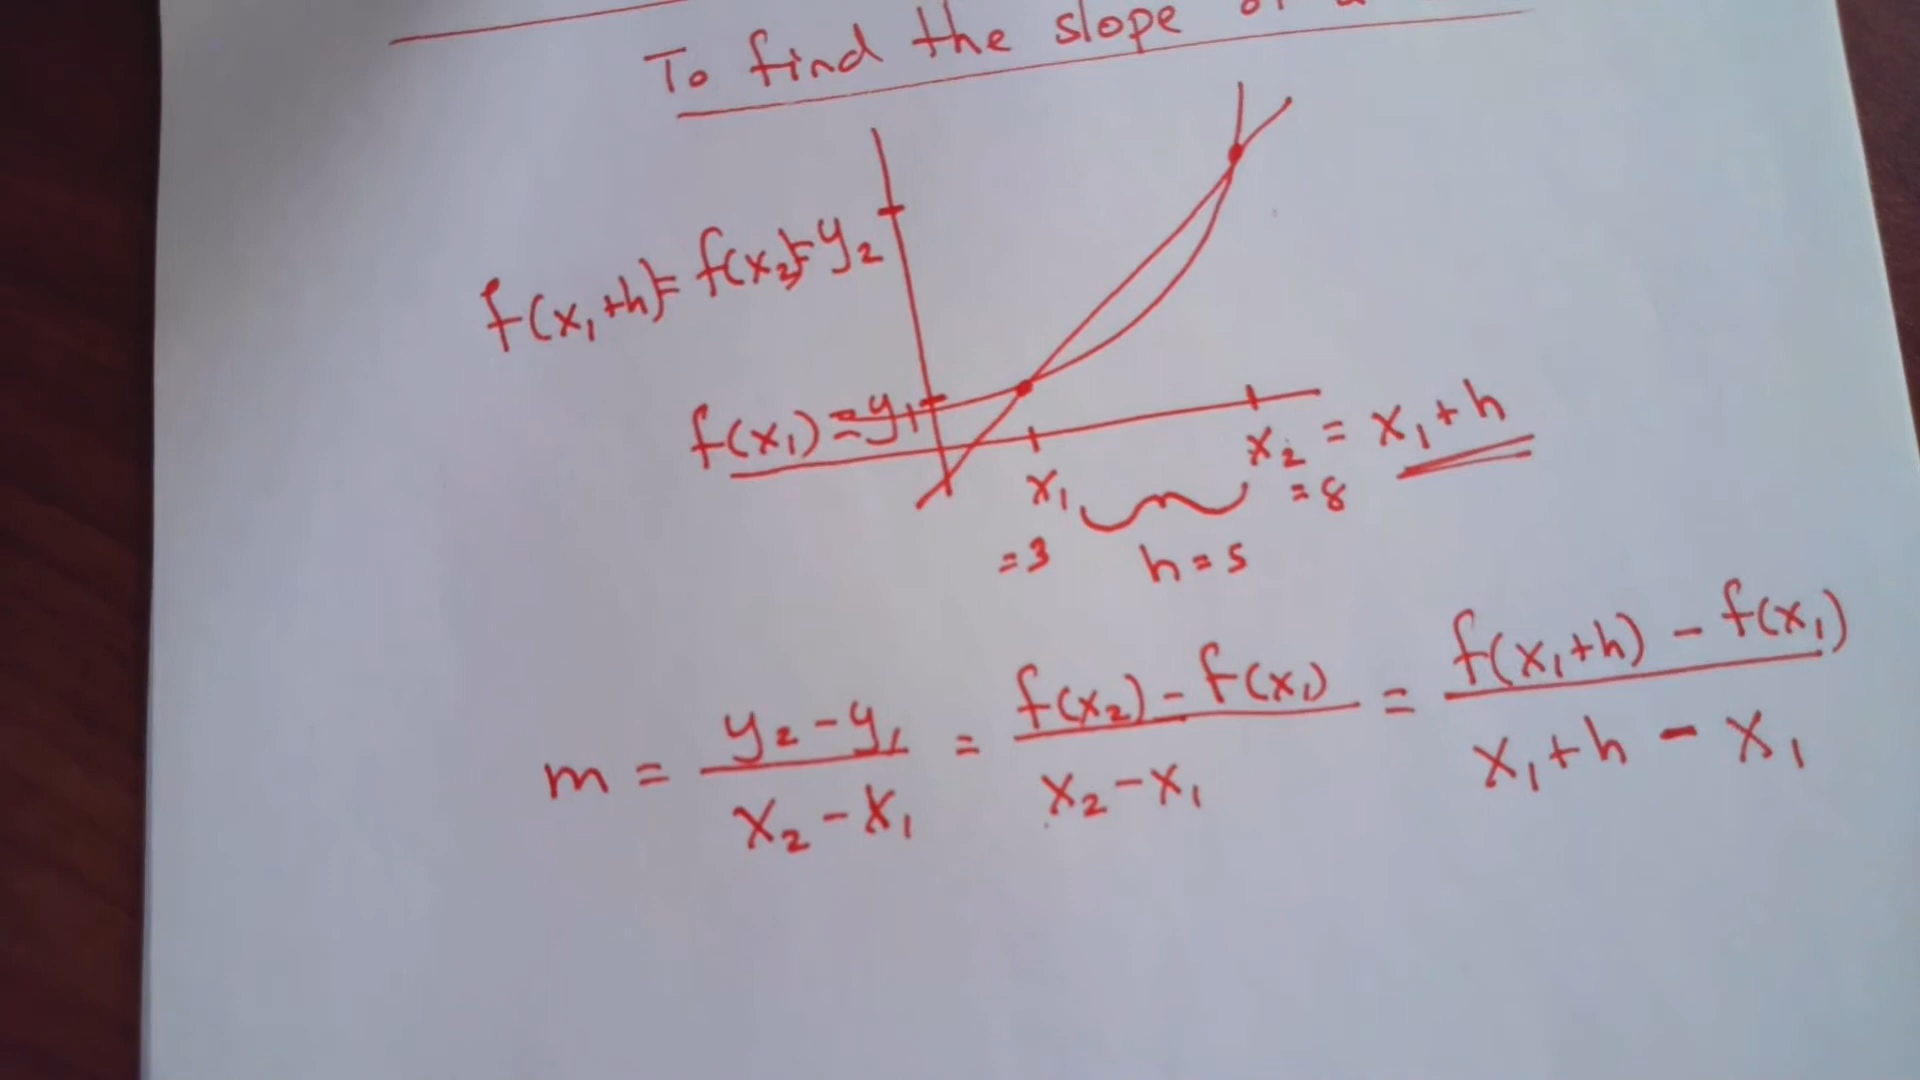 To find the slope
f(x₁+h) = f(x₂) = y₂
f(x₁) = y₁
x₂ = x₁+h
x₁
= 8
= 3
h = 5
m = (y₂ - y₁)/(x₂ - x₁) = (f(x₂) - f(x₁))/(x₂ - x₁) = (f(x₁+h) - f(x₁))/(x₁+h - x₁)